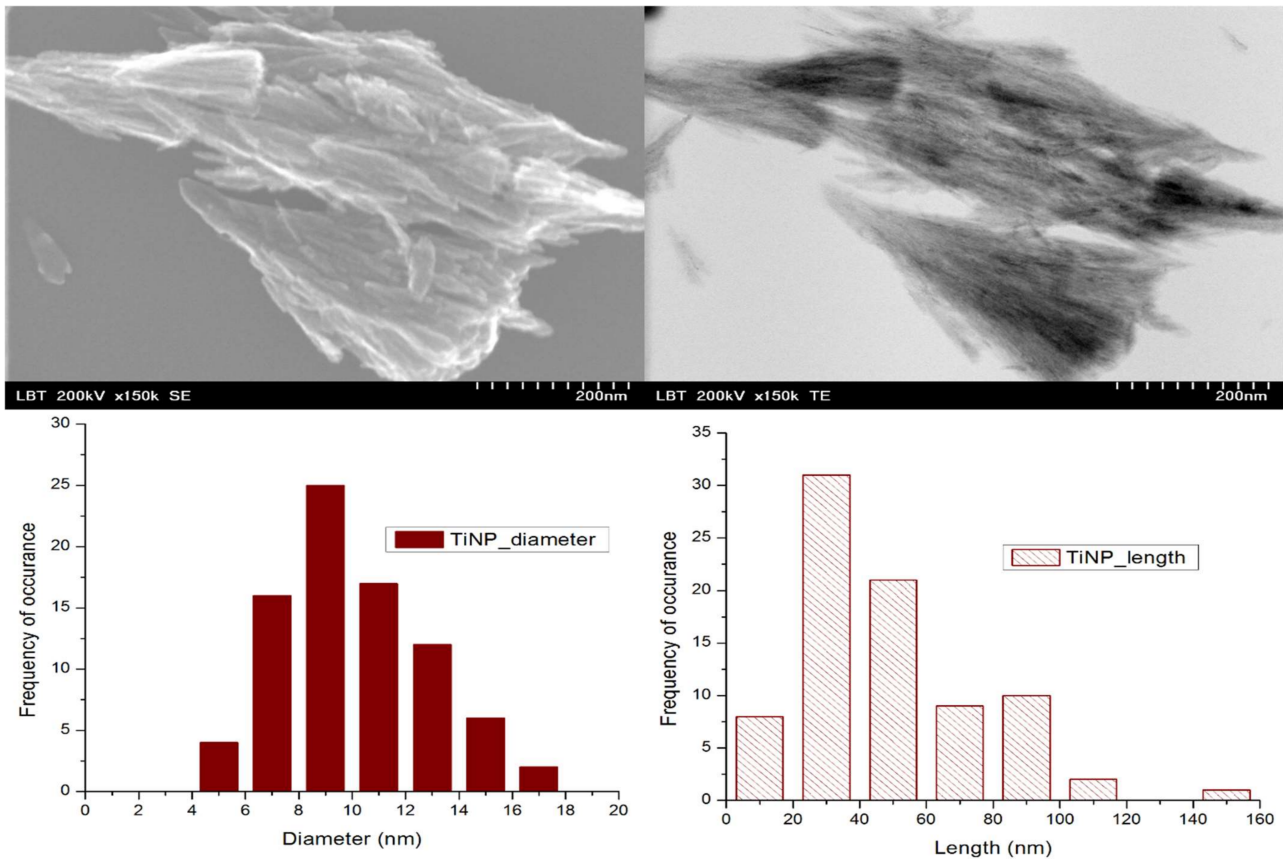 LBT 200kV x150k SE 200nm
LBT 200kV x150k TE 200nm
30
25
20
15
10
5
0
Frequency of occurance
TiNP_diameter
0 2 4 6 8 10 12 14 16 18 20
Diameter (nm)
35
30
25
20
15
10
5
0
Frequency of occurance
TiNP_length
0 20 40 60 80 100 120 140 160
Length (nm)